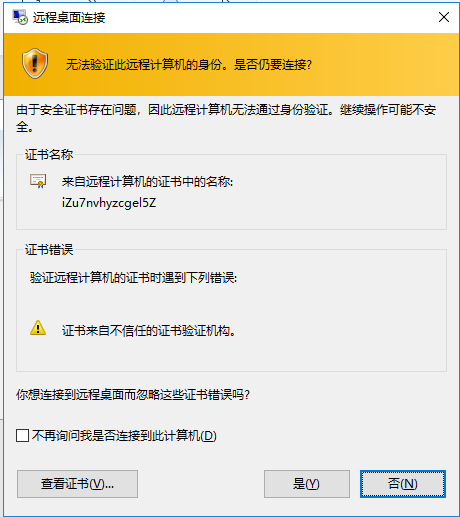 远程桌面连接
无法验证此远程计算机的身份。是否仍要连接?
由于安全证书存在问题，因此远程计算机无法通过身份验证。继续操作可能不安
全。
证书名称
来自远程计算机的证书中的名称:
iZu7nvhyzcgel5Z
证书错误
验证远程计算机的证书时遇到下列错误:
证书来自不信任的证书验证机构。
你想连接到远程桌面而忽略这些证书错误吗?
不再询问我是否连接到此计算机(D)
查看证书(V)... 是(Y) 否(N)